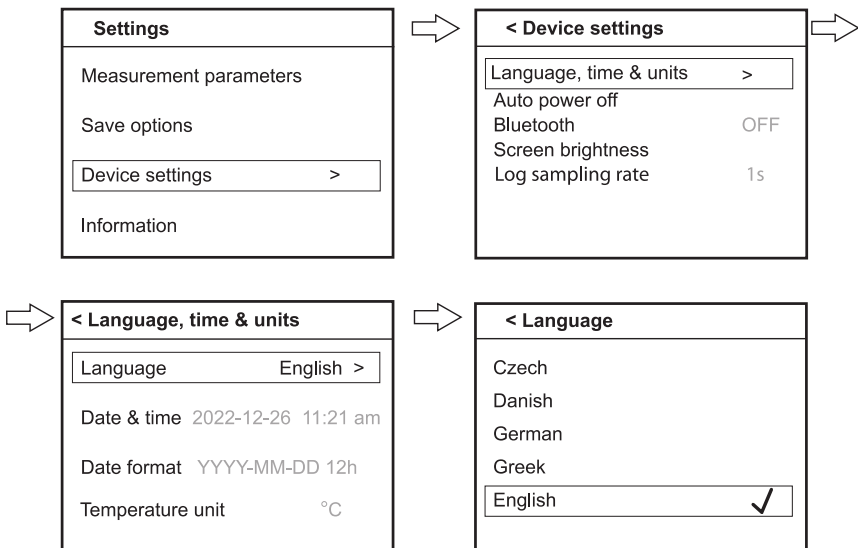 Settings
Measurement parameters
Save options
Device settings >
Information
< Device settings
Language, time & units >
Auto power off
Bluetooth OFF
Screen brightness
Log sampling rate 1s
< Language, time & units
Language English >
Date & time 2022-12-26 11:21 am
Date format YYYY-MM-DD 12h
Temperature unit °C
< Language
Czech
Danish
German
Greek
English ✓